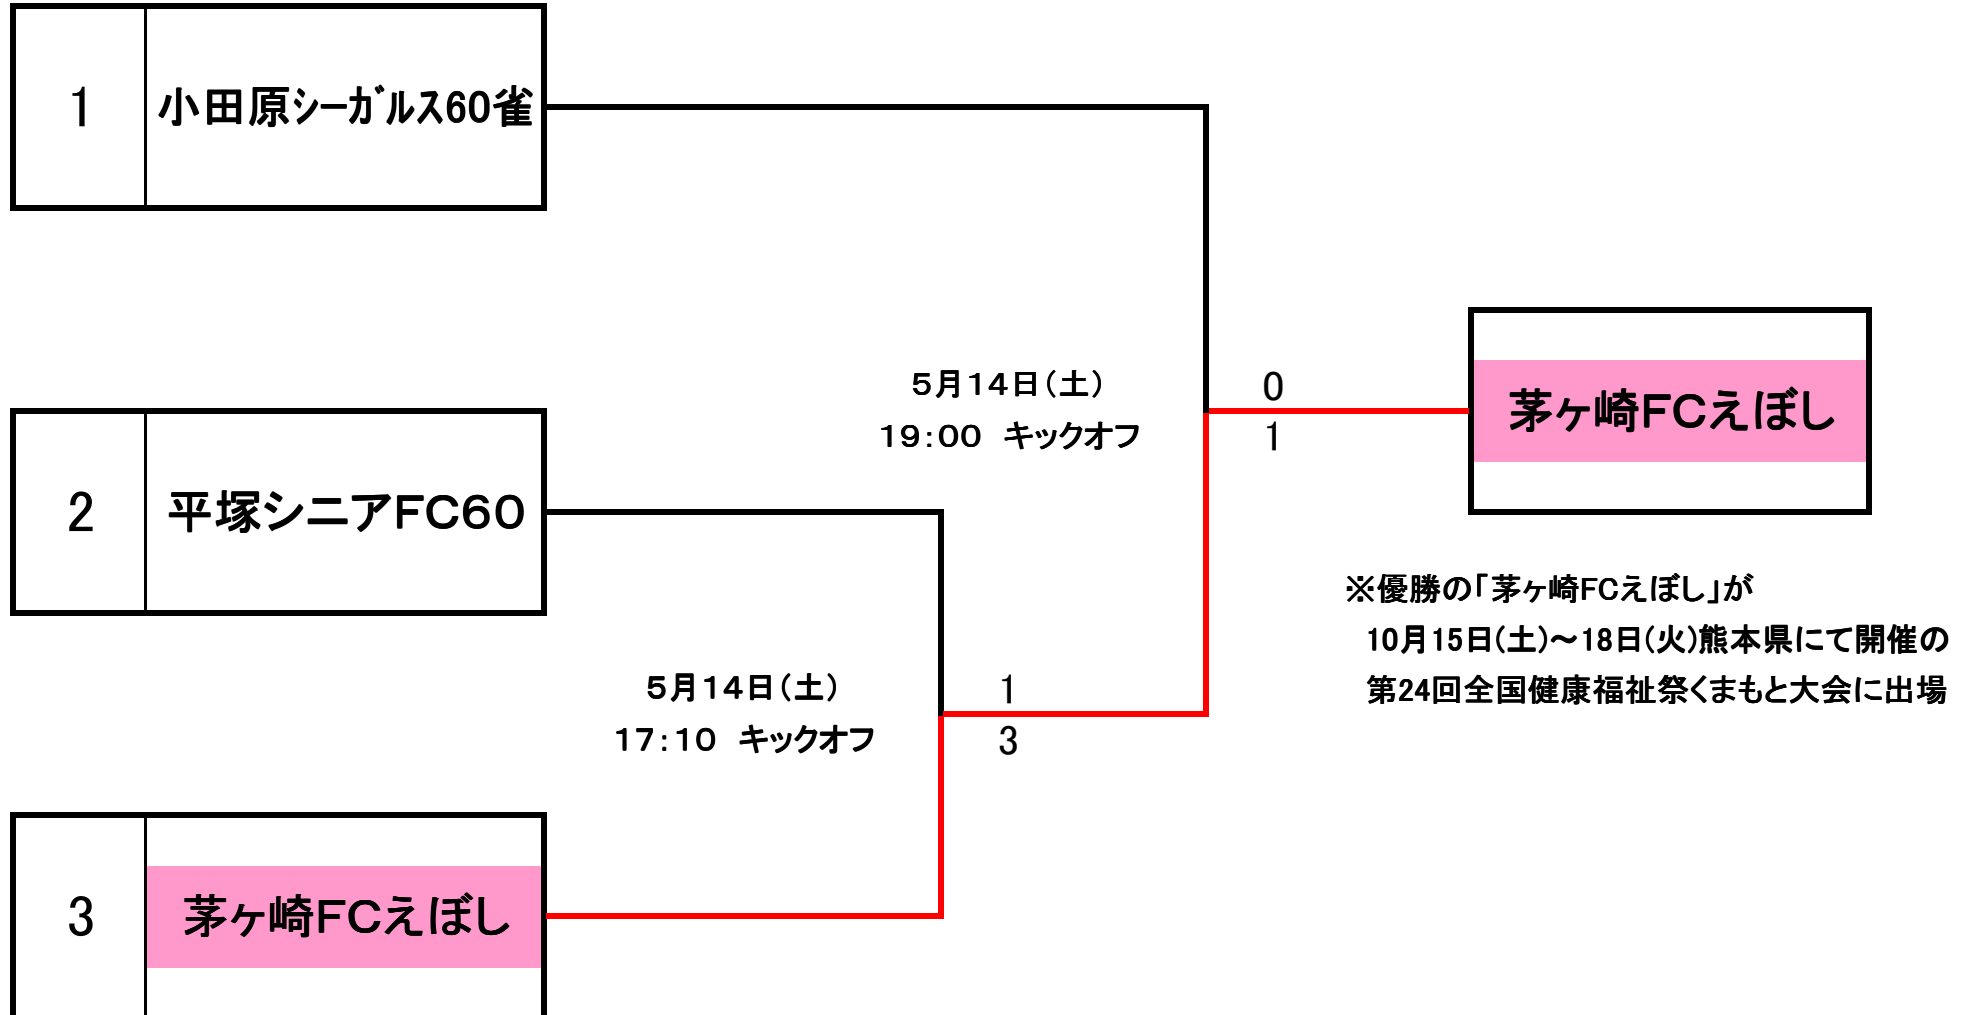 1 小田原ｼｰｶﾞﾙｽ60雀
5月14日(土)
19:00 キックオフ
0
1
茅ヶ崎FCえぼし
2 平塚シニアFC60
※優勝の「茅ヶ崎FCえぼし」が
10月15日(土)～18日(火)熊本県にて開催の
第24回全国健康福祉祭くまもと大会に出場
5月14日(土)
17:10 キックオフ
1
3
3 茅ヶ崎FCえぼし